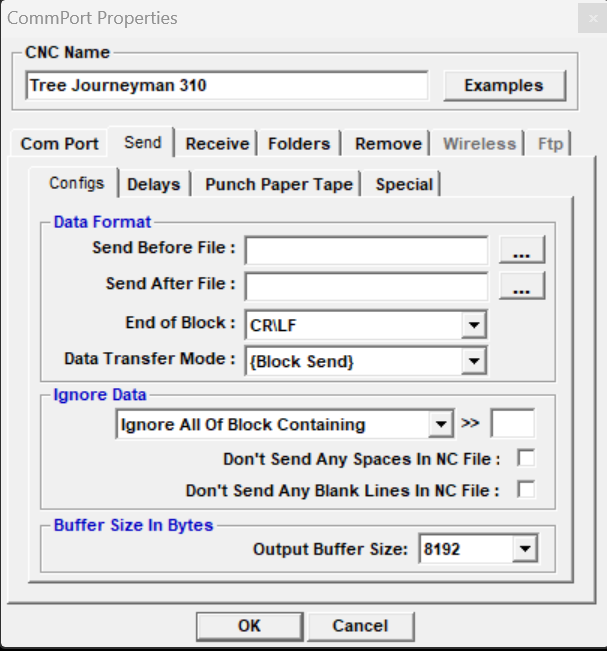 CommPort Properties
x
CNC Name
Tree Journeyman 310
Examples
Com Port Send Receive Folders Remove Wireless Ftp
Configs Delays Punch Paper Tape Special
Data Format
Send Before File : ...
Send After File : ...
End of Block : CR\LF
Data Transfer Mode : {Block Send}
Ignore Data
Ignore All Of Block Containing >>
Don't Send Any Spaces In NC File :
Don't Send Any Blank Lines In NC File :
Buffer Size In Bytes
Output Buffer Size: 8192
OK Cancel